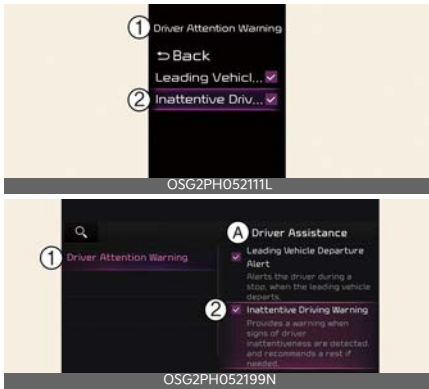 ① Driver Attention Warning
⮌ Back
Leading Vehicl...
② Inattentive Driv...
OSG2PH052111L
Ⓐ Driver Assistance
① Driver Attention Warning
Leading Vehicle Departure
Alert
Alerts the driver during a
stop, when the leading vehicle
departs.
② Inattentive Driving Warning
Provides a warning when
signs of driver
inattentiveness are detected,
and recommends a rest if
needed.
OSG2PH052199N